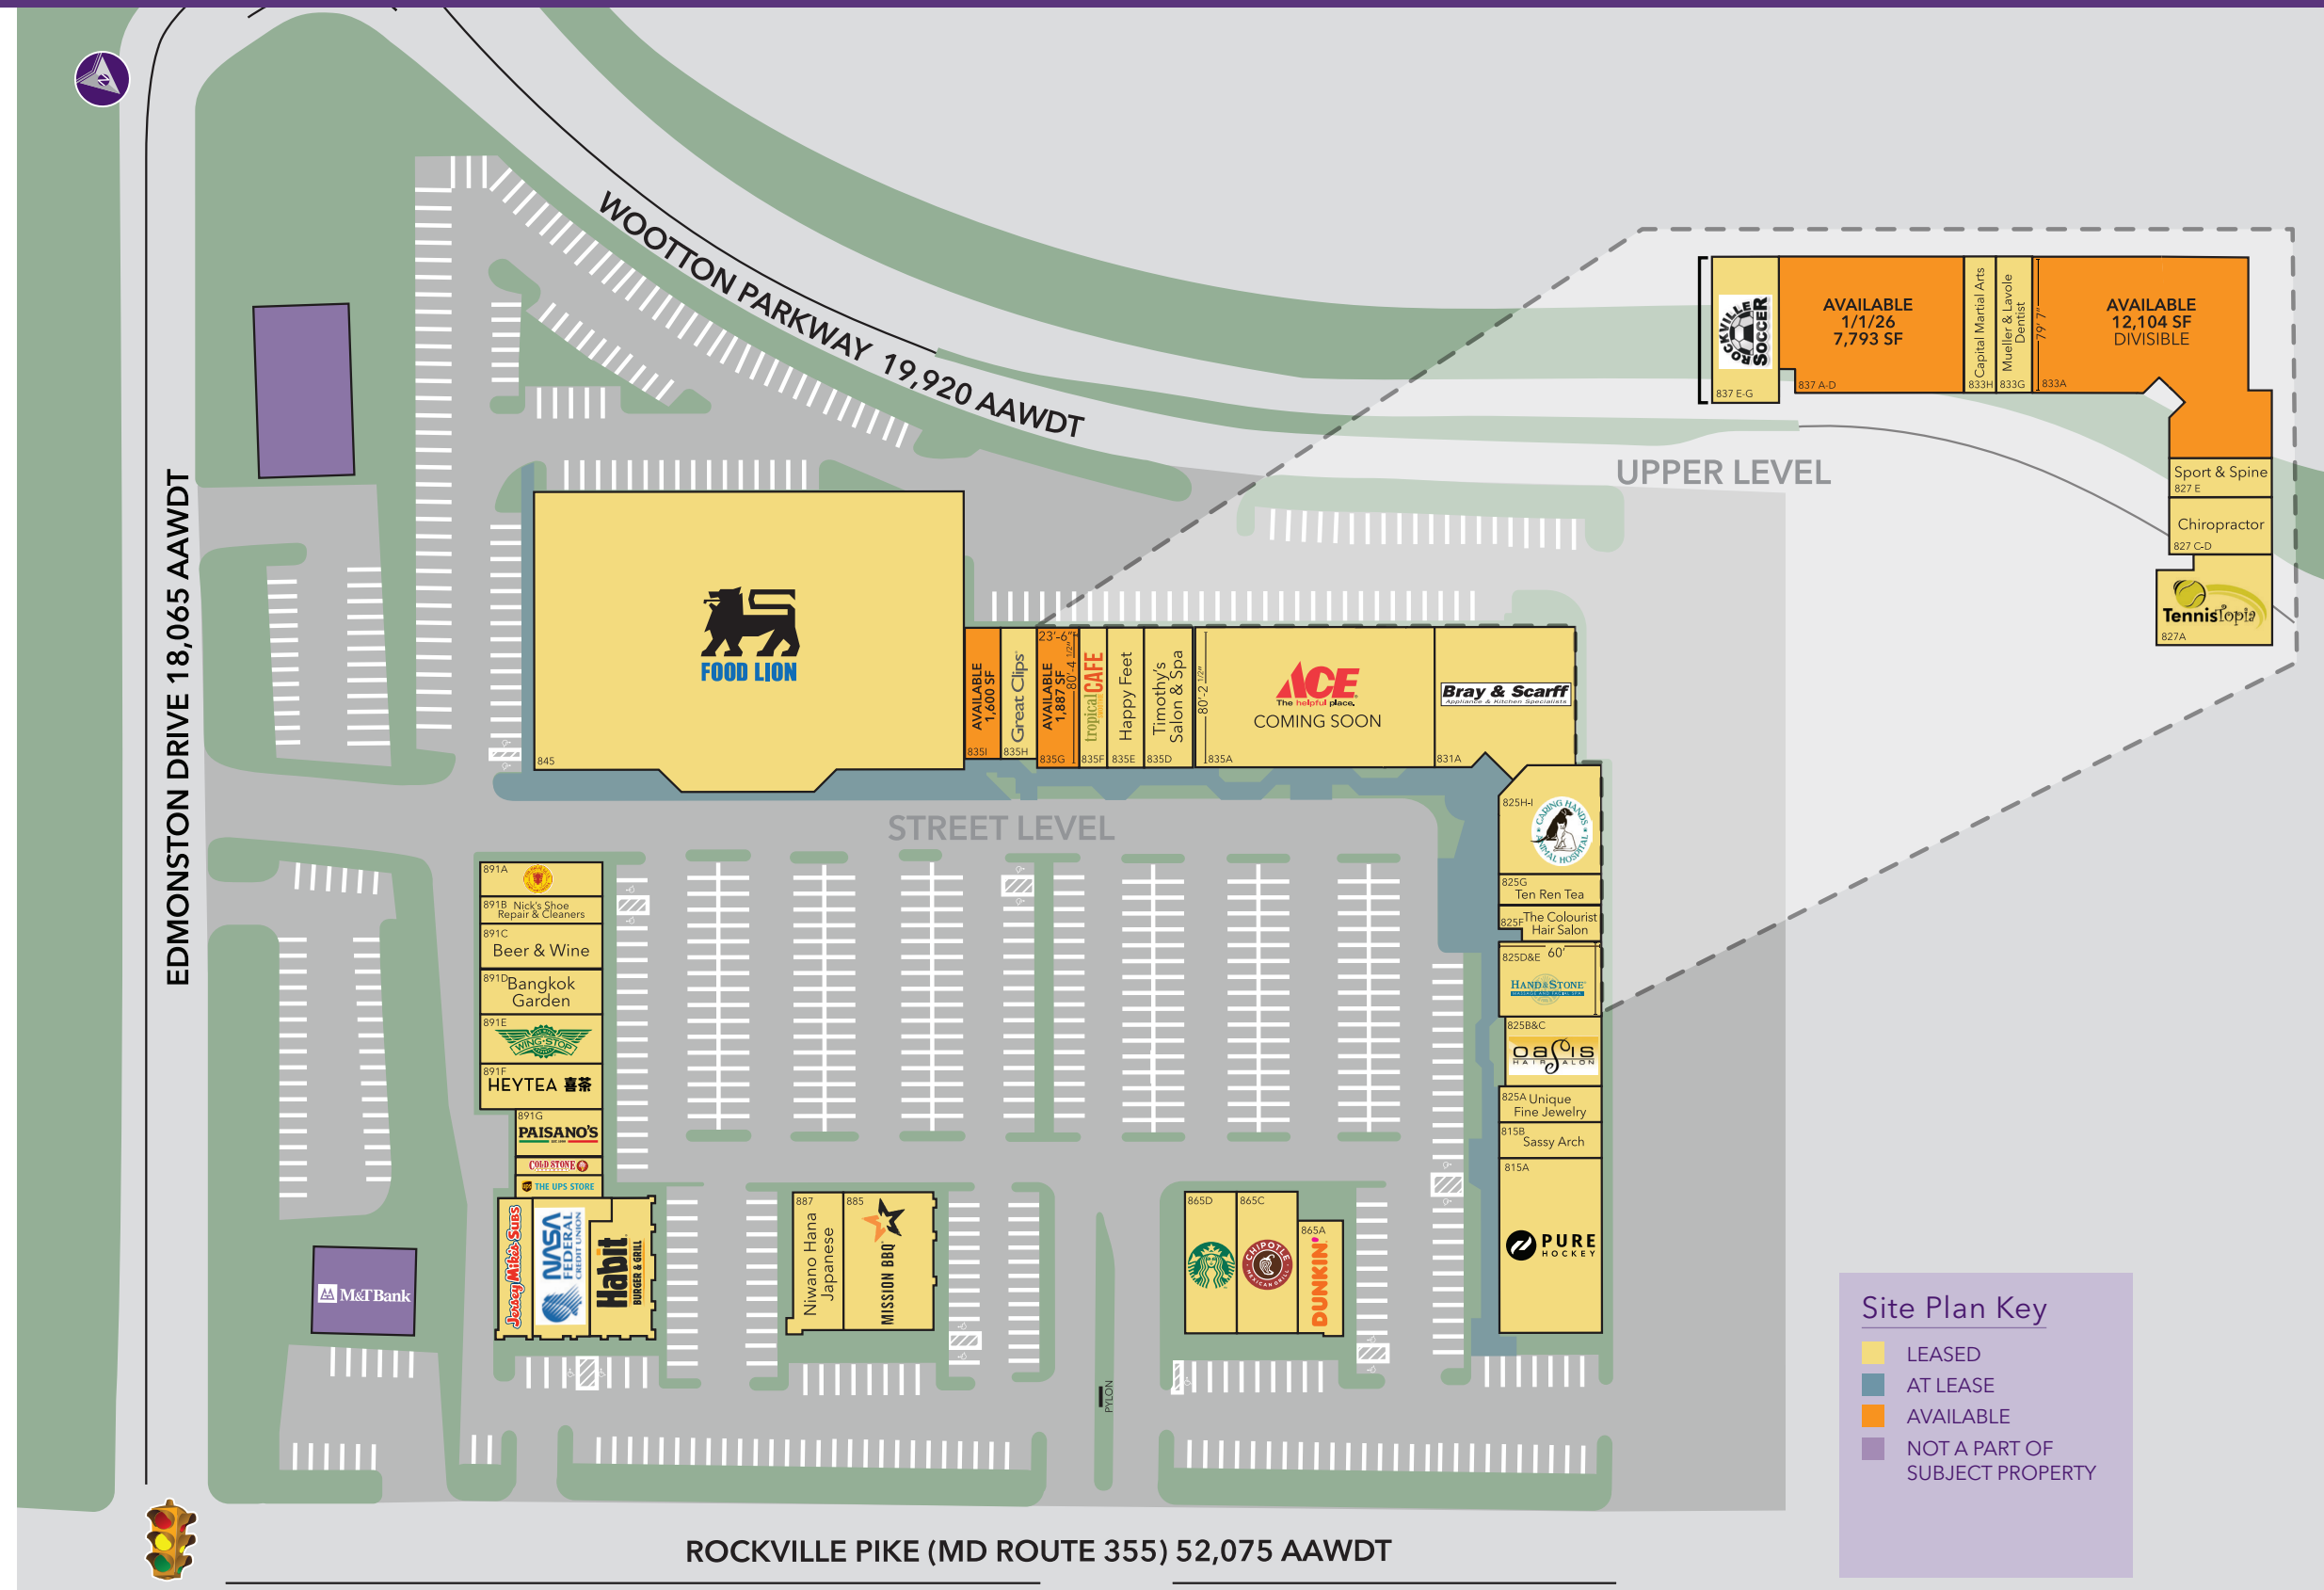 WOOTTON PARKWAY 19,920 AAWDT
EDMONSTON DRIVE 18,065 AAWDT
ROCKVILLE SOCCER
837 E-G
AVAILABLE
1/1/26
7,793 SF
837 A-D
Capital Martial Arts
833H
Mueller & Lavole
Dentist
833G
79' 7"
AVAILABLE
12,104 SF
DIVISIBLE
833A
UPPER LEVEL
Sport & Spine
827 E
Chiropractor
827 C-D
TennisTopia
827A
FOOD LION
845
AVAILABLE
1,600 SF
835I
Great Clips
835H
23'-6"
AVAILABLE
1,887 SF
80'-4 1/2"
835G
tropical CAFE
835F
Happy Feet
835E
Timothy's
Salon & Spa
835D
80'-2 1/2"
ACE
The helpful place.
COMING SOON
835A
Bray & Scarff
Appliance & Kitchen Specialists
831A
STREET LEVEL
825H-I
CARING HANDS
ANIMAL HOSPITAL
825G
Ten Ren Tea
825F The Colourist
Hair Salon
825D&E 60'
HAND & STONE
MASSAGE AND FACIAL SPA
825B&C
oasis
HAIR SALON
825A Unique
Fine Jewelry
815B
Sassy Arch
815A
PURE
HOCKEY
891A
891B Nick's Shoe
Repair & Cleaners
891C
Beer & Wine
891D Bangkok
Garden
891E
WING·STOP
891F
HEYTEA 喜茶
891G
PAISANO'S
COLD STONE
THE UPS STORE
Jersey Mike's Subs
NASA
FEDERAL
CREDIT UNION
Habit
BURGER & GRILL
M&T Bank
887
Niwano Hana
Japanese
885
MISSION BBQ
865D
865C
CHIPOTLE
MEXICAN GRILL
865A
DUNKIN'
PYLON
Site Plan Key
LEASED
AT LEASE
AVAILABLE
NOT A PART OF
SUBJECT PROPERTY
ROCKVILLE PIKE (MD ROUTE 355) 52,075 AAWDT